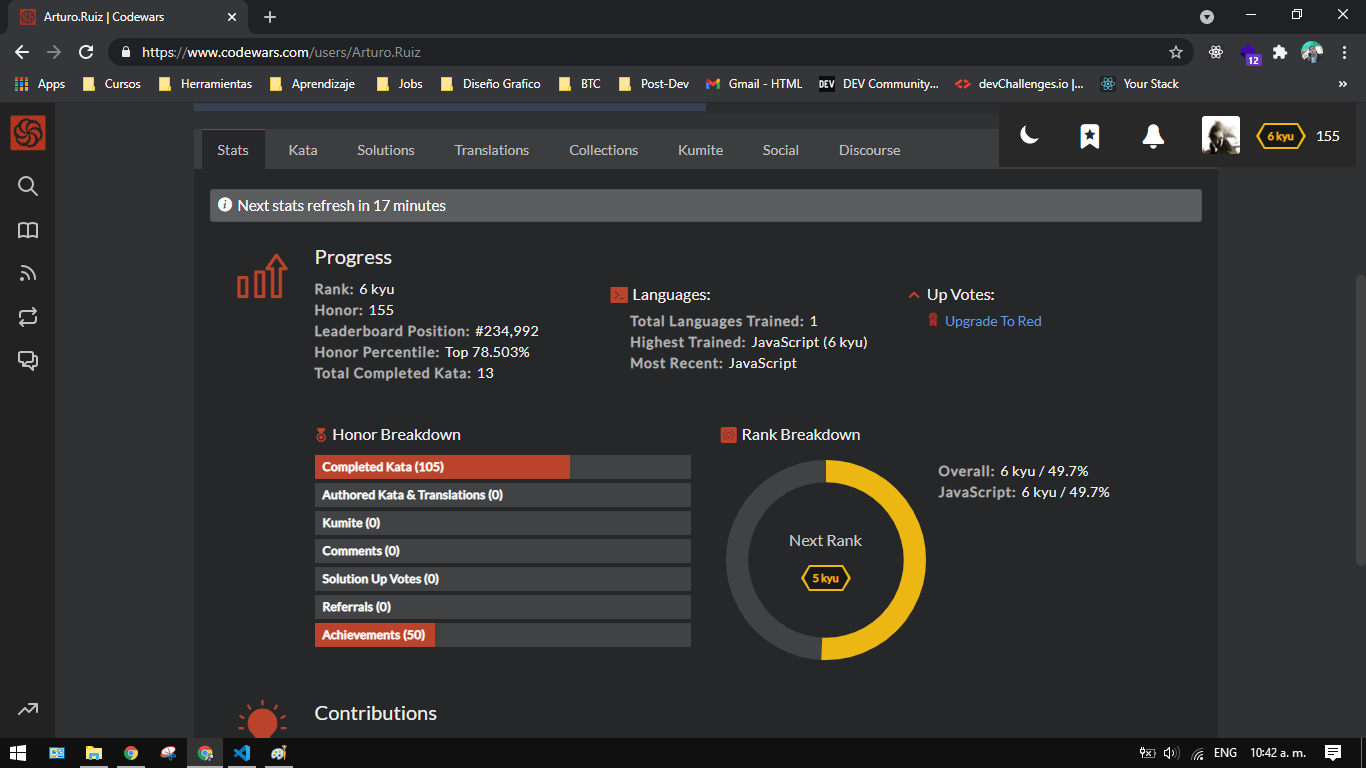 Arturo.Ruiz | Codewars
https://www.codewars.com/users/Arturo.Ruiz
12
Apps Cursos Herramientas Aprendizaje Jobs Diseño Grafico BTC Post-Dev Gmail - HTML DEV DEV Community... devChallenges.io |... Your Stack »
Stats Kata Solutions Translations Collections Kumite Social Discourse
6 kyu 155
Next stats refresh in 17 minutes
Progress
Rank: 6 kyu
Honor: 155
Leaderboard Position: #234,992
Honor Percentile: Top 78.503%
Total Completed Kata: 13
Languages:
Total Languages Trained: 1
Highest Trained: JavaScript (6 kyu)
Most Recent: JavaScript
Up Votes:
Upgrade To Red
Honor Breakdown
Completed Kata (105)
Authored Kata & Translations (0)
Kumite (0)
Comments (0)
Solution Up Votes (0)
Referrals (0)
Achievements (50)
Rank Breakdown
Next Rank
5 kyu
Overall: 6 kyu / 49.7%
JavaScript: 6 kyu / 49.7%
Contributions
ENG 10:42 a. m.